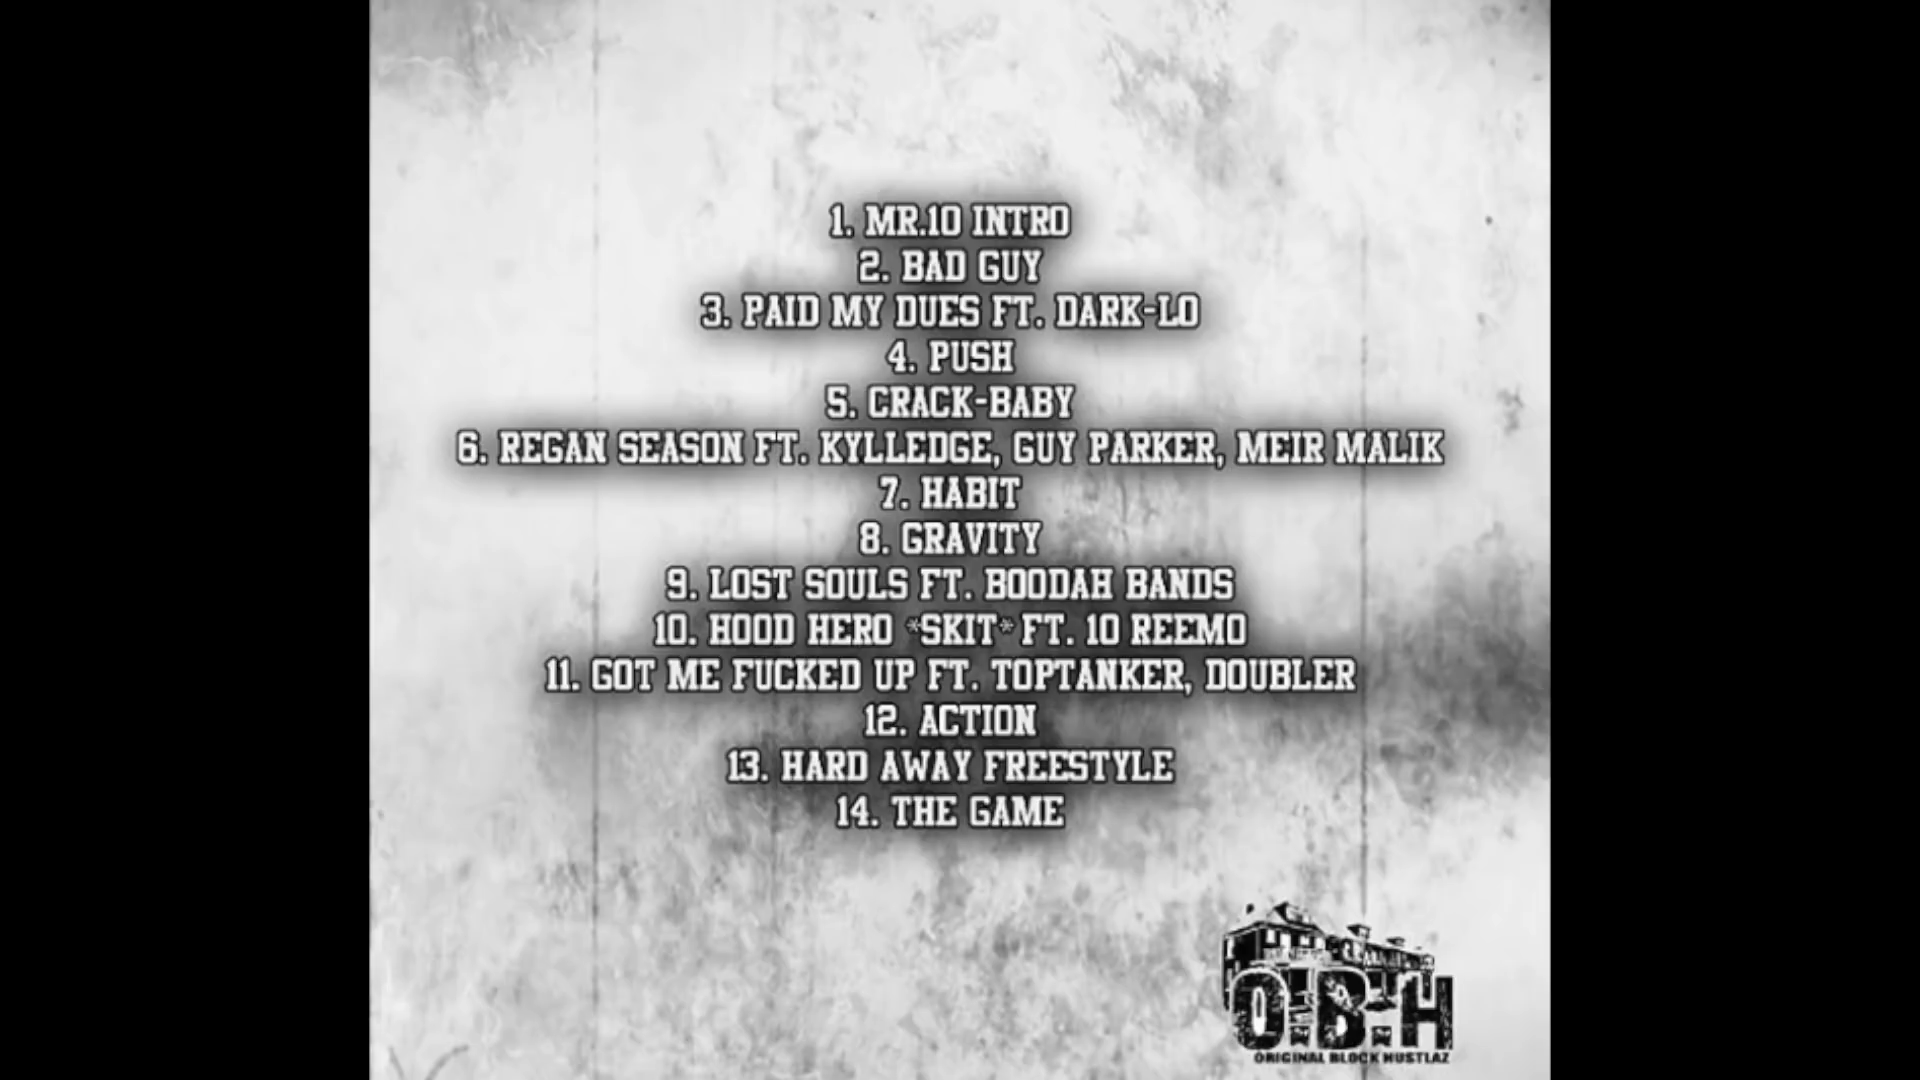 1. MR.10 INTRO
2. BAD GUY
3. PAID MY DUES FT. DARK-LO
4. PUSH
5. CRACK-BABY
6. REGAN SEASON FT. KYLLEDGE, GUY PARKER, MEIR MALIK
7. HABIT
8. GRAVITY
9. LOST SOULS FT. BOODAH BANDS
10. HOOD HERO *SKIT* FT. 10 REEMO
11. GOT ME FUCKED UP FT. TOPTANKER, DOUBLER
12. ACTION
13. HARD AWAY FREESTYLE
14. THE GAME
O.B.H
ORIGINAL BLOCK HUSTLAZ